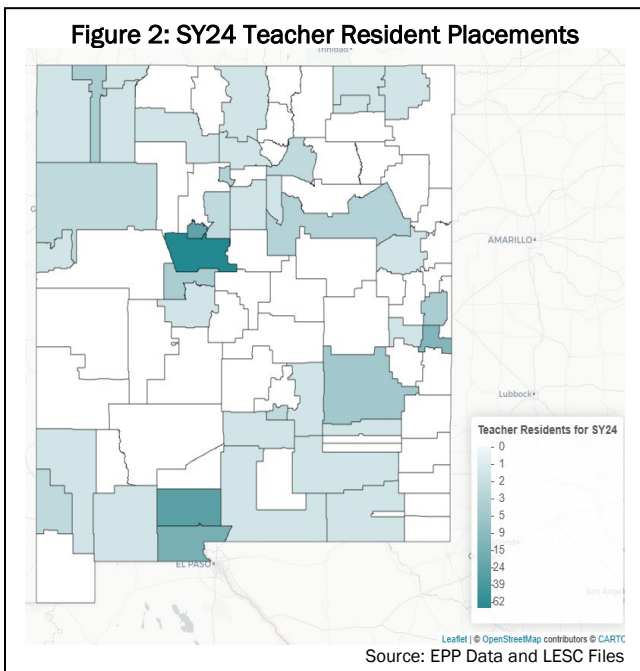 Figure 2: SY24 Teacher Resident Placements
Trinidad
AMARILLO
Lubbock
Teacher Residents for SY24
0
1
2
3
5
9
15
24
39
62
EL PASO
Leaflet | © OpenStreetMap contributors © CARTO
Source: EPP Data and LESC Files